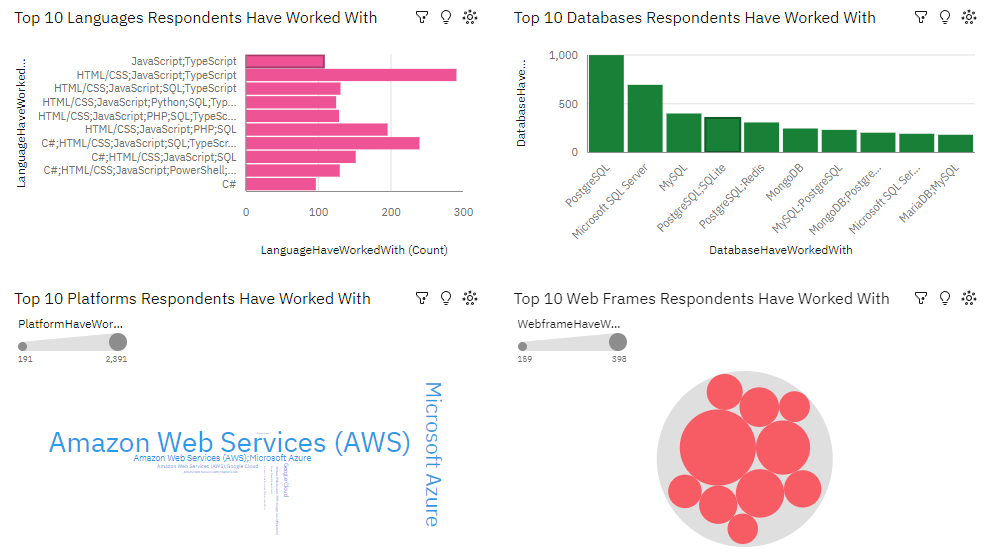 Top 10 Languages Respondents Have Worked With
LanguageHaveWorked...
JavaScript;TypeScript
HTML/CSS;JavaScript;TypeScript
HTML/CSS;JavaScript;SQL;TypeScript
HTML/CSS;JavaScript;Python;SQL;Typ...
HTML/CSS;JavaScript;PHP;SQL;TypeSc...
HTML/CSS;JavaScript;PHP;SQL
C#;HTML/CSS;JavaScript;SQL;TypeScr...
C#;HTML/CSS;JavaScript;SQL
C#;HTML/CSS;JavaScript;PowerShell;...
C#
0 100 200 300
LanguageHaveWorkedWith (Count)
Top 10 Databases Respondents Have Worked With
DatabaseHave...
1,000
500
0
PostgreSQL
Microsoft SQL Server
MySQL
PostgreSQL;SQLite
PostgreSQL;Redis
MongoDB
MySQL;PostgreSQL
MongoDB;Postgre...
Microsoft SQL Ser...
MariaDB;MySQL
DatabaseHaveWorkedWith
Top 10 Platforms Respondents Have Worked With
PlatformHaveWor...
191 2,391
Amazon Web Services (AWS)
Amazon Web Services (AWS);Microsoft Azure
Amazon Web Services (AWS);Google Cloud
Google Cloud
Microsoft Azure
Top 10 Web Frames Respondents Have Worked With
WebframeHaveW...
159 398